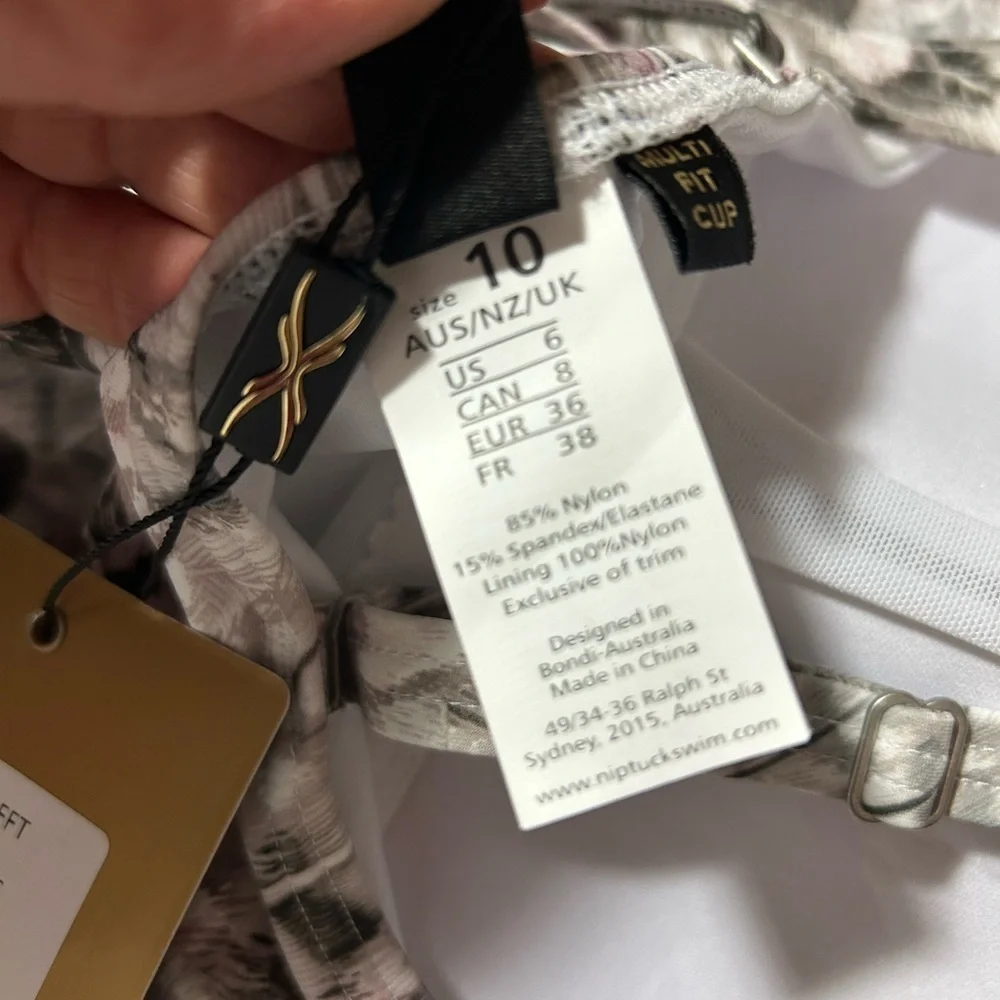 MULTI
FIT
CUP
size 10
AUS/NZ/UK
US 6
CAN 8
EUR 36
FR 38
85% Nylon
15% Spandex/Elastane
Lining 100%Nylon
Exclusive of trim
Designed in
Bondi-Australia
Made in China
49/34-36 Ralph St
Sydney, 2015, Australia
www.niptuckswim.com